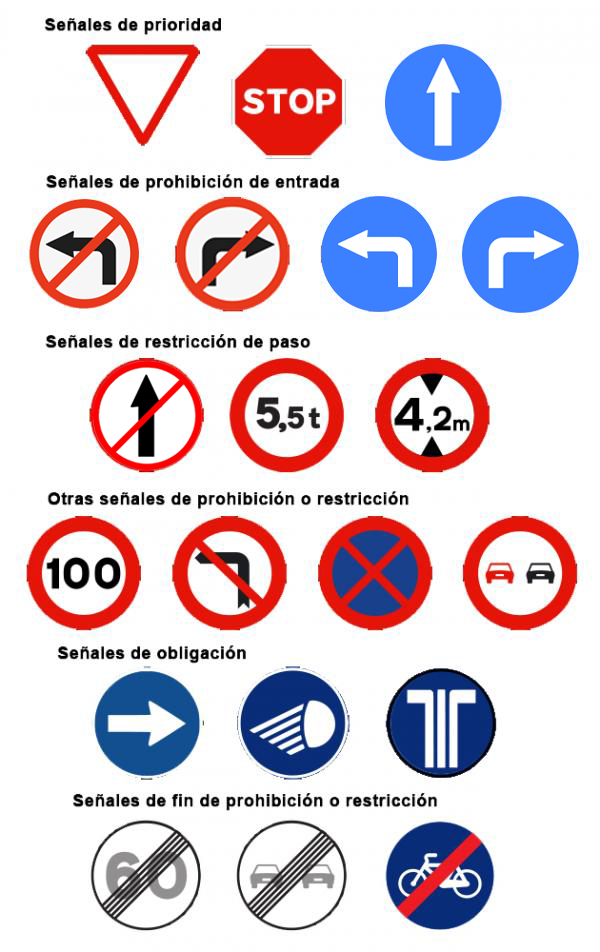 Señales de prioridad
STOP
Señales de prohibición de entrada
Señales de restricción de paso
5,5t
4,2m
Otras señales de prohibición o restricción
100
Señales de obligación
Señales de fin de prohibición o restricción
60